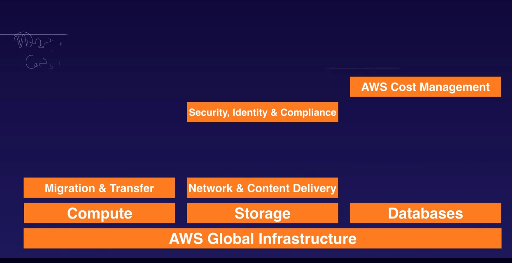 AWS Cost Management
Security, Identity & Compliance
Migration & Transfer
Network & Content Delivery
Compute
Storage
Databases
AWS Global Infrastructure